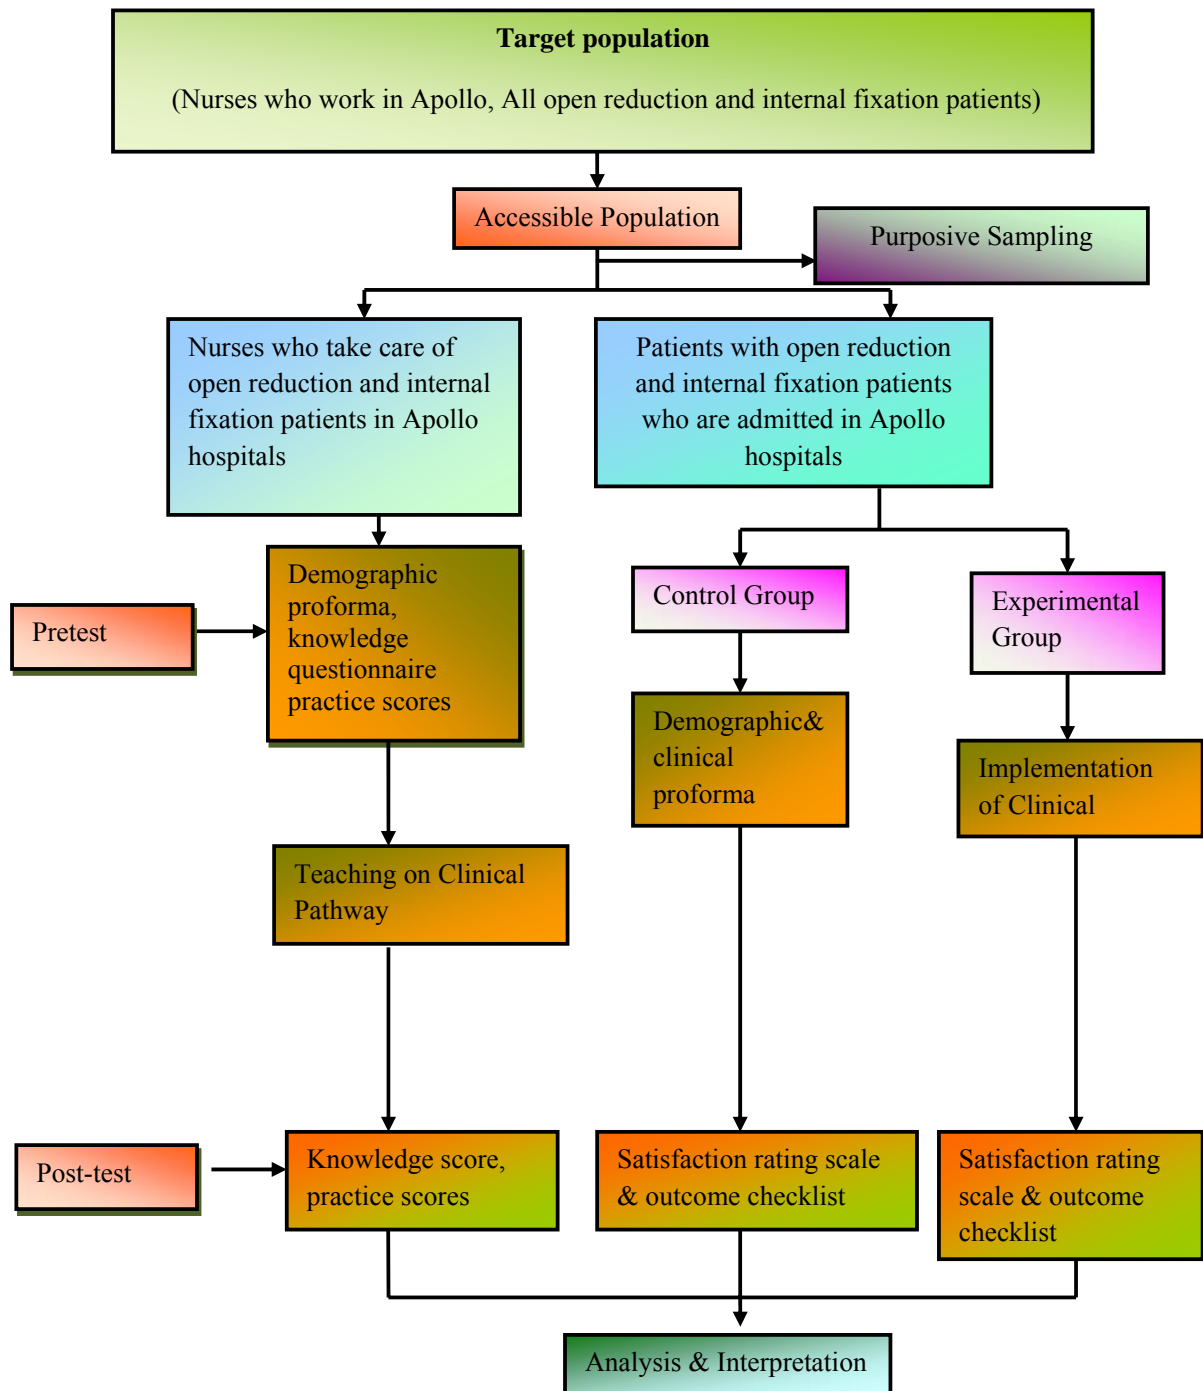 Target population
(Nurses who work in Apollo, All open reduction and internal fixation patients)
Accessible Population
Purposive Sampling
Nurses who take care of
open reduction and internal
fixation patients in Apollo
hospitals
Patients with open reduction
and internal fixation patients
who are admitted in Apollo
hospitals
Pretest
Demographic
proforma,
knowledge
questionnaire
practice scores
Control Group
Experimental
Group
Demographic&
clinical
proforma
Implementation
of Clinical
Teaching on Clinical
Pathway
Post-test
Knowledge score,
practice scores
Satisfaction rating scale
& outcome checklist
Satisfaction rating
scale & outcome
checklist
Analysis & Interpretation